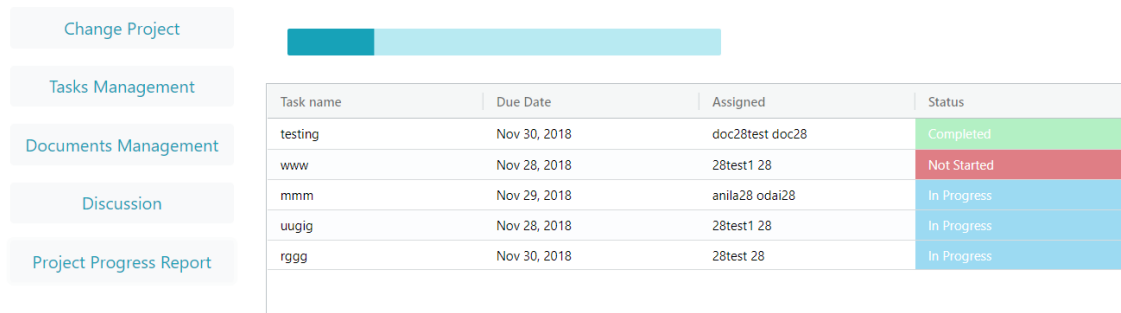 Change Project
Tasks Management
Documents Management
Discussion
Project Progress Report
Task name Due Date Assigned Status
testing Nov 30, 2018 doc28test doc28 Completed
www Nov 28, 2018 28test1 28 Not Started
mmm Nov 29, 2018 anila28 odai28 In Progress
uugig Nov 28, 2018 28test1 28 In Progress
rggg Nov 30, 2018 28test 28 In Progress